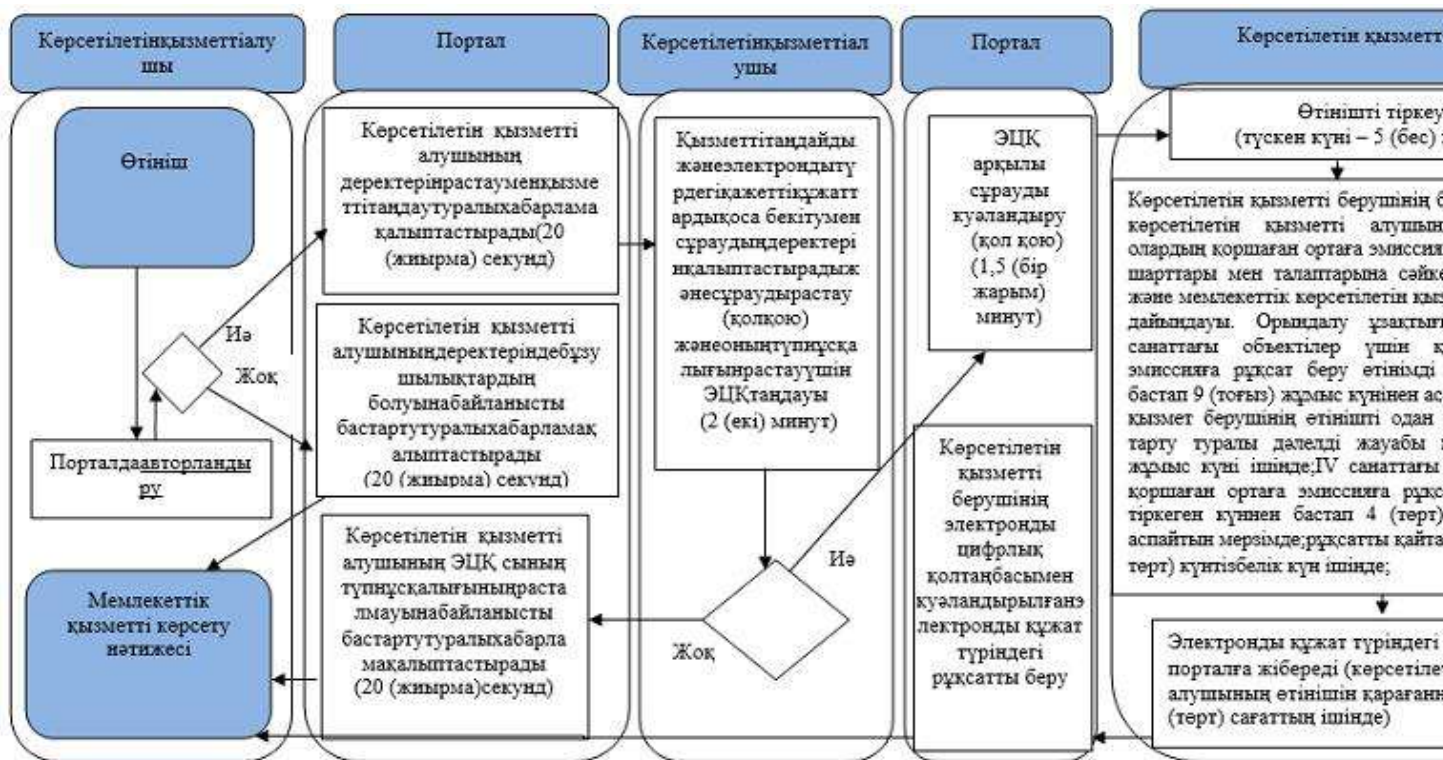 Көрсетілетінқызметтіалу
шы
Портал
Көрсетілетінқызметтіал
ушы
Портал
Көрсетілетін қызметт
Өтініш
Иә
Жоқ
Порталдаавторланды
ру
Мемлекеттік
қызметті көрсету
нәтижесі
Көрсетілетін қызметті
алушының
деректерінрастауменқызме
ттітаңдаутуралыхабарлама
қалыптастырады(20
(жиырма) секунд)
Көрсетілетін қызметті
алушыныңдеректеріндебұзу
шылықтардың
болуынабайланысты
бастартутуралыхабарламақ
алыптастырады
(20 (жиырма) секунд)
Көрсетілетін қызметті
алушының ЭЦҚ сының
түпнұсқалығыныңраста
лмауынабайланысты
бастартутуралыхабарла
мақалыптастырады
(20 (жиырма)секунд)
Қызметтітаңдайды
жәнеэлектрондытү
рдегіқажеттіқұжатт
ардықоса бекітумен
сұраудыңдеректері
нқалыптастырадыж
әнесұраудырастау
(қолқою)
жәнеоныңтүпнұсқа
лығынрастауүшін
ЭЦҚтаңдауы
(2 (екі) минут)
Иә
Жоқ
ЭЦҚ
арқылы
сұрауды
куәландыру
(қол қою)
(1,5 (бір
жарым)
минут)
Көрсетілетін
қызметті
берушінің
электронды
цифрлық
қолтаңбасымен
куәландырылғанэ
лектронды құжат
түріндегі
рұқсатты беру
Өтінішті тіркеу
(түскен күні – 5 (бес)
Көрсетілетін қызметті берушінің б
көрсетілетін қызметті алушын
олардың қоршаған ортаға эмиссия
шарттары мен талаптарына сәйке
және мемлекеттік көрсетілетін қыз
дайындауы. Орындалу ұзақтығ
санаттағы объектілер үшін қ
эмиссияға рұқсат беру өтінімді
бастап 9 (тоғыз) жұмыс күнінен ас
қызмет берушінің өтінішті одан
тарту туралы дәлелді жауабы
жұмыс күні ішінде;IV санаттағы
қоршаған ортаға эмиссияға рұқс
тіркеген күннен бастап 4 (төрт)
аспайтын мерзімде;рұқсатты қайта
төрт) күнтізбелік күн ішінде;
Электронды құжат түріндегі
порталға жібереді (көрсетіле
алушының өтінішін қараған
(төрт) сағаттың ішінде)